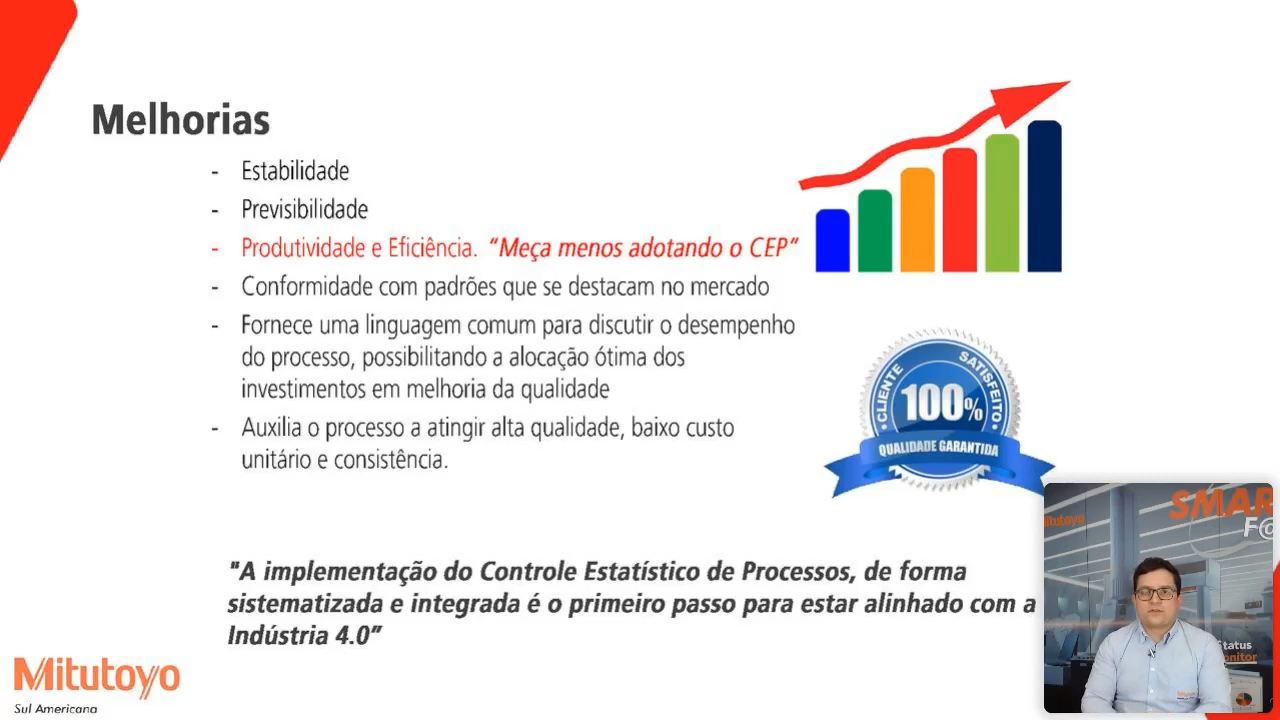 Melhorias
- Estabilidade
- Previsibilidade
- Produtividade e Eficiência. “Meça menos adotando o CEP”
- Conformidade com padrões que se destacam no mercado
- Fornece uma linguagem comum para discutir o desempenho
do processo, possibilitando a alocação ótima dos
investimentos em melhoria da qualidade
- Auxilia o processo a atingir alta qualidade, baixo custo
unitário e consistência.
CLIENTE SATISFEITO
100%
QUALIDADE GARANTIDA
"A implementação do Controle Estatístico de Processos, de forma
sistematizada e integrada é o primeiro passo para estar alinhado com a
Indústria 4.0”
Mitutoyo
Sul Americana
Mitutoyo
SMAR
F@
Status
onitor
Mitutoyo